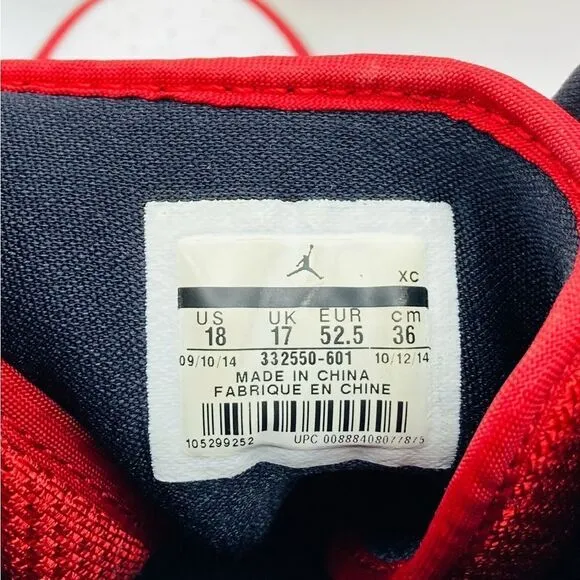 XC
US UK EUR cm
18 17 52.5 36
09/10/14 332550-601 10/12/14
MADE IN CHINA
FABRIQUE EN CHINE
105299252 UPC 00888408077875